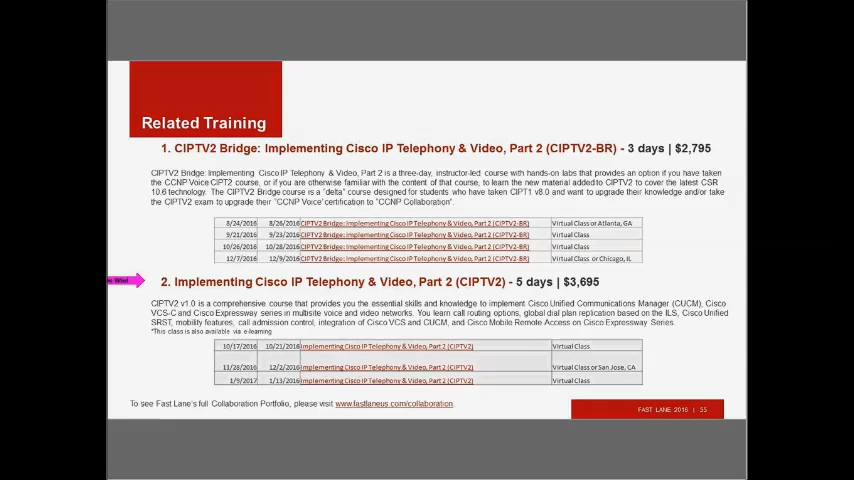 Related Training
1. CIPTV2 Bridge: Implementing Cisco IP Telephony & Video, Part 2 (CIPTV2-BR) - 3 days | $2,795
CIPTV2 Bridge: Implementing Cisco IP Telephony & Video, Part 2 is a three-day, instructor-led course with hands-on labs that provides an option if you have taken
the CCNP Voice CIPT2 course, or if you are otherwise familiar with the content of that course, to learn the new material added to CIPTV2 to cover the latest CSR
10.6 technology. The CIPTV2 Bridge course is a "delta" course designed for students who have taken CIPT1 v8.0 and want to upgrade their knowledge and/or take
the CIPTV2 exam to upgrade their "CCNP Voice' certification to "CCNP Collaboration".
8/24/2016 8/26/2016 CIPTV2 Bridge: Implementing Cisco IP Telephony & Video, Part 2 (CIPTV2-BR) Virtual Class or Atlanta, GA
9/21/2016 9/23/2016 CIPTV2 Bridge: Implementing Cisco IP Telephony & Video, Part 2 (CIPTV2-BR) Virtual Class
10/26/2016 10/28/2016 CIPTV2 Bridge: Implementing Cisco IP Telephony & Video, Part 2 (CIPTV2-BR) Virtual Class
12/7/2016 12/9/2016 CIPTV2 Bridge: Implementing Cisco IP Telephony & Video, Part 2 (CIPTV2-BR) Virtual Class or Chicago, IL
2. Implementing Cisco IP Telephony & Video, Part 2 (CIPTV2) - 5 days | $3,695
CIPTV2 v1.0 is a comprehensive course that provides you the essential skills and knowledge to implement Cisco Unified Communications Manager (CUCM), Cisco
VCS-C and Cisco Expressway series in multisite voice and video networks. You learn call routing options, global dial plan replication based on the ILS, Cisco Unified
SRST, mobility features, call admission control, integration of Cisco VCS and CUCM, and Cisco Mobile Remote Access on Cisco Expressway Series.
*This class is also available via e-learning
10/17/2016 10/21/2016 Implementing Cisco IP Telephony & Video, Part 2 (CIPTV2) Virtual Class
11/28/2016 12/2/2016 Implementing Cisco IP Telephony & Video, Part 2 (CIPTV2) Virtual Class or San Jose, CA
1/9/2017 1/13/2016 Implementing Cisco IP Telephony & Video, Part 2 (CIPTV2) Virtual Class
To see Fast Lane's full Collaboration Portfolio, please visit www.fastlaneus.com/collaboration.
FAST LANE 2016 | 55